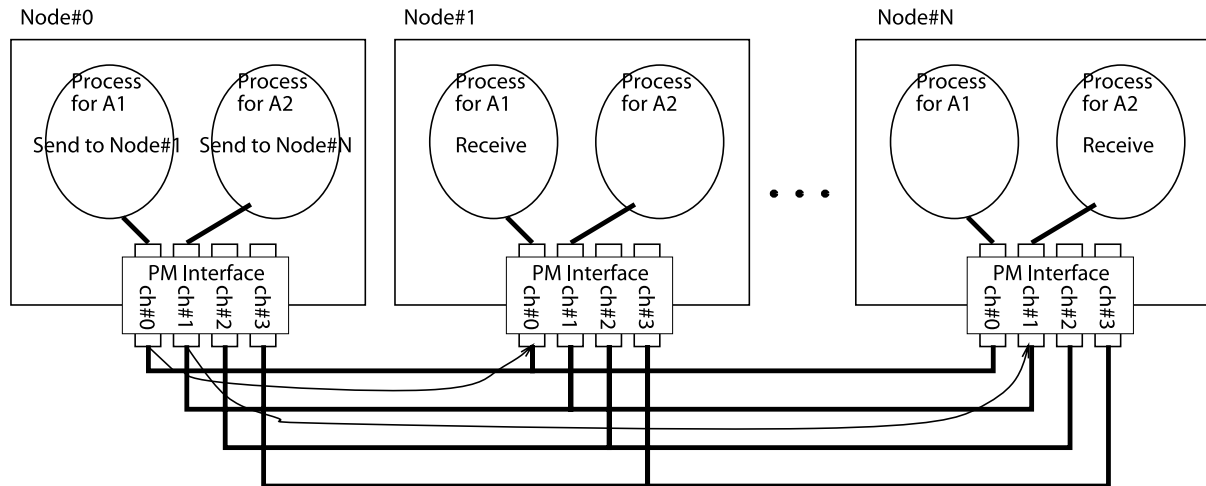 Node#0
Node#1
Node#N
Process
for A1
Send to Node#1
Process
for A2
Send to Node#N
Process
for A1
Receive
Process
for A2
Process
for A1
Process
for A2
Receive
PM Interface
ch#0
ch#1
ch#2
ch#3
PM Interface
ch#0
ch#1
ch#2
ch#3
PM Interface
ch#0
ch#1
ch#2
ch#3